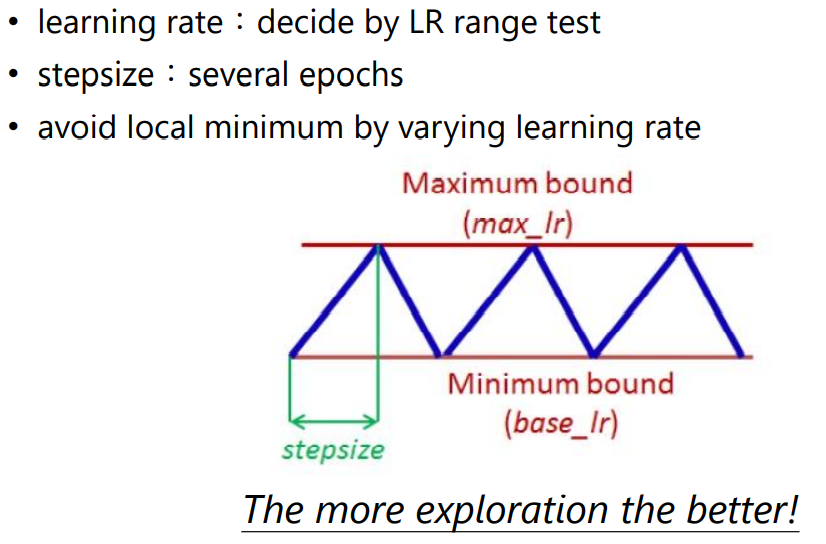 • learning rate：decide by LR range test
• stepsize：several epochs
• avoid local minimum by varying learning rate
Maximum bound
(max_lr)
Minimum bound
(base_lr)
stepsize
The more exploration the better!